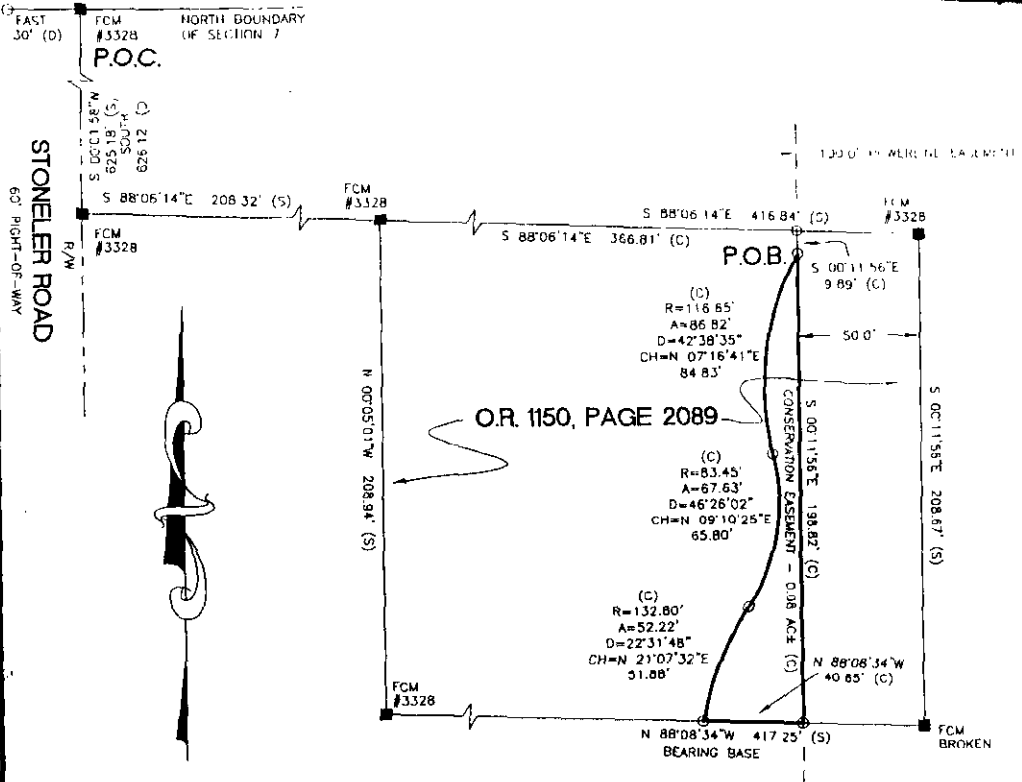 EAST
30' (D)
FCM
#3328
NORTH BOUNDARY
OF SECTION 7
P.O.C.
S 00°01'58"W
625.18' (S)
SOUTH
626.12 (D)
STONELER ROAD
60' RIGHT-OF-WAY
R/W
FCM
#3328
S 88°06'14"E 208.32' (S)
FCM
#3328
S 88°06'14"E 366.81' (C)
S 88°06'14"E 416.84' (S)
100.0' POWERLINE EASEMENT
FCM
#3328
P.O.B.
S 00°11'56"E
9.89' (C)
50.0'
(C)
R=116.65'
A=86.82'
D=42°38'35"
CH=N 07°16'41"E
84.83'
O.R. 1150, PAGE 2089
N 00°05'01"W 208.94' (S)
(C)
R=83.45'
A=67.63'
D=46°26'02"
CH=N 09°10'25"E
65.80'
S 00°11'56"E 198.82' (C)
CONSERVATION EASEMENT - 0.08 AC± (C)
S 00°11'56"E 208.67' (S)
(C)
R=132.80'
A=52.22'
D=22°31'48"
CH=N 21°07'32"E
51.88'
N 88°08'34"W
40.65' (C)
FCM
#3328
N 88°08'34"W 417.25' (S)
BEARING BASE
FCM
BROKEN